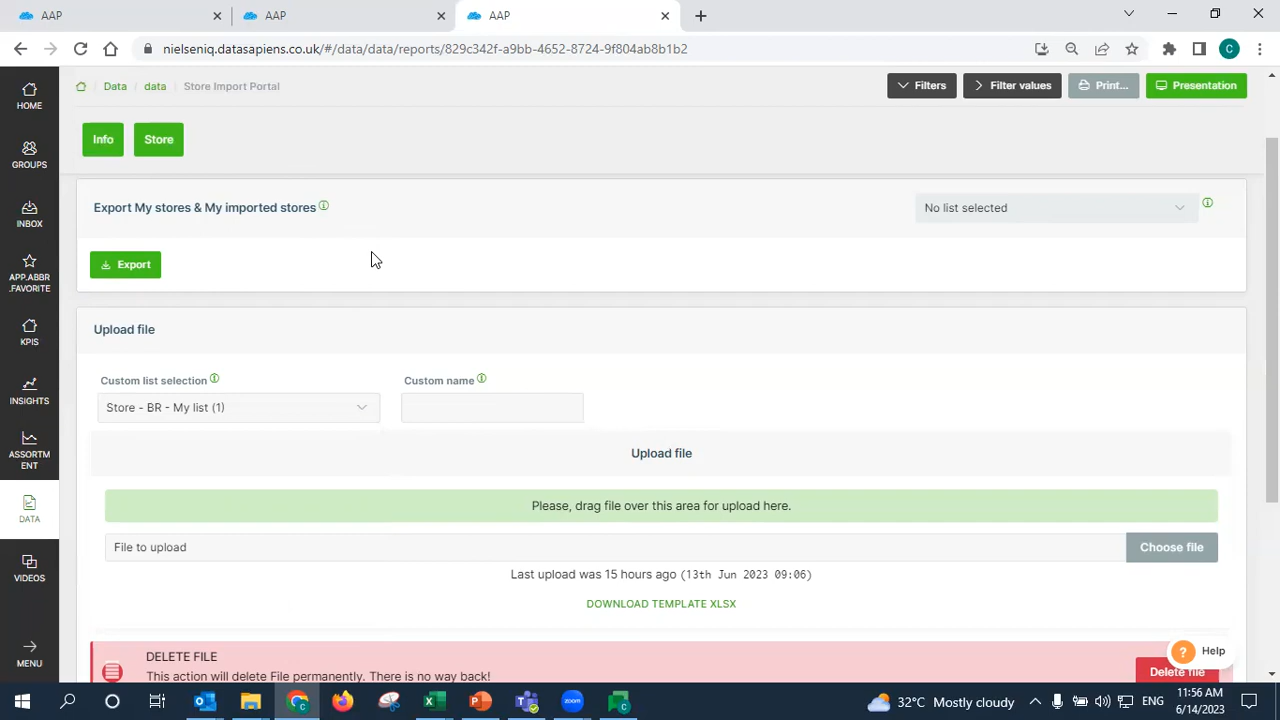 AAP
AAP
AAP
nielseniq.datasapiens.co.uk/#/data/data/reports/829c342f-a9bb-4652-8724-9f804ab8b1b2
C
HOME
GROUPS
INBOX
APP.ABBR
.FAVORITE
KPIS
INSIGHTS
ASSORTM
ENT
DATA
VIDEOS
MENU
Data data Store Import Portal
Filters Filter values Print... Presentation
Info Store
Export My stores & My imported stores
No list selected
Export
Upload file
Custom list selection Custom name
Store - BR - My list (1)
Upload file
Please, drag file over this area for upload here.
File to upload Choose file
Last upload was 15 hours ago (13th Jun 2023 09:06)
DOWNLOAD TEMPLATE XLSX
DELETE FILE
This action will delete File permanently. There is no way back!
Delete file
? Help
zoom
32°C Mostly cloudy
ENG
11:56 AM
6/14/2023